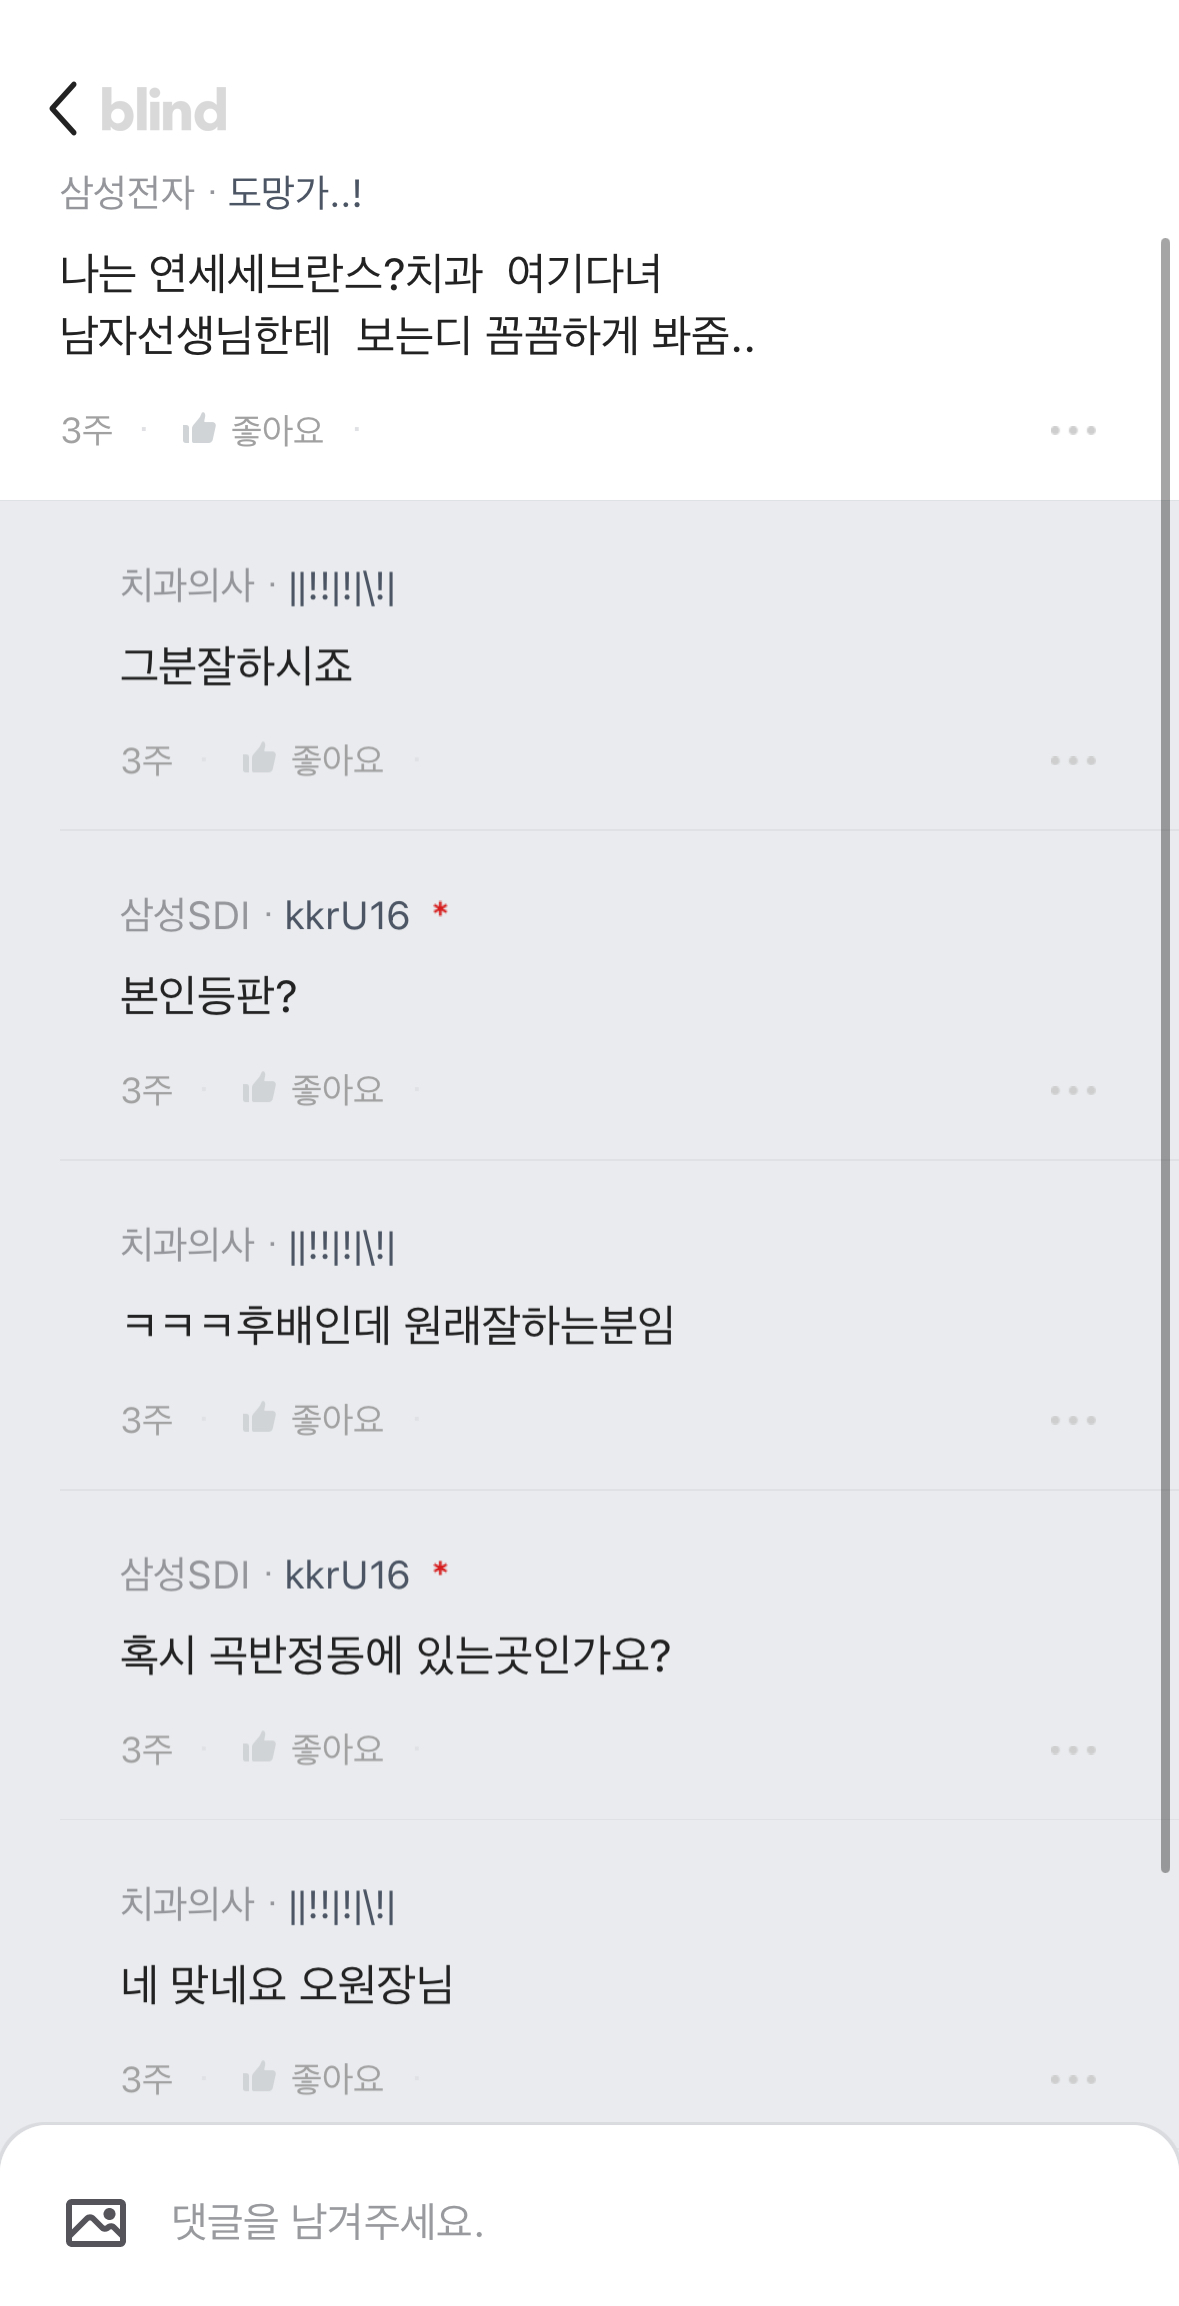 blind
삼성전자 · 도망가..!
나는 연세세브란스?치과 여기다녀
남자선생님한테 보는디 꼼꼼하게 봐줌..
3주 · 좋아요 ·
치과의사 · ||!!|!|\!|
그분잘하시죠
3주 · 좋아요 ·
삼성SDI · kkrU16 *
본인등판?
3주 · 좋아요 ·
치과의사 · ||!!|!|\!|
ㅋㅋㅋ후배인데 원래잘하는분임
3주 · 좋아요 ·
삼성SDI · kkrU16 *
혹시 곡반정동에 있는곳인가요?
3주 · 좋아요 ·
치과의사 · ||!!|!|\!|
네 맞네요 오원장님
3주 · 좋아요 ·
댓글을 남겨주세요.